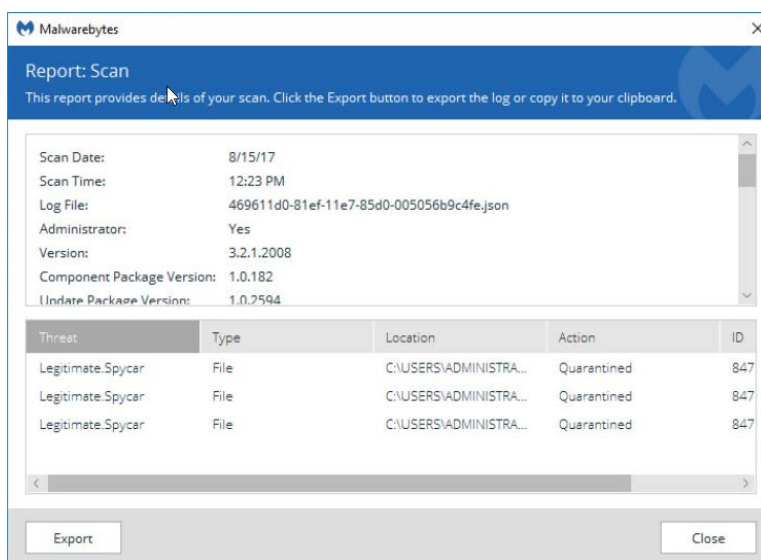 Malwarebytes
Report: Scan
This report provides details of your scan. Click the Export button to export the log or copy it to your clipboard.
Scan Date: 8/15/17
Scan Time: 12:23 PM
Log File: 469611d0-81ef-11e7-85d0-005056b9c4fe.json
Administrator: Yes
Version: 3.2.1.2008
Component Package Version: 1.0.182
Update Package Version: 1.0.2594
Threat Type Location Action ID
Legitimate.Spycar File C:\USERS\ADMINISTRA... Quarantined 847
Legitimate.Spycar File C:\USERS\ADMINISTRA... Quarantined 847
Legitimate.Spycar File C:\USERS\ADMINISTRA... Quarantined 847
Export Close